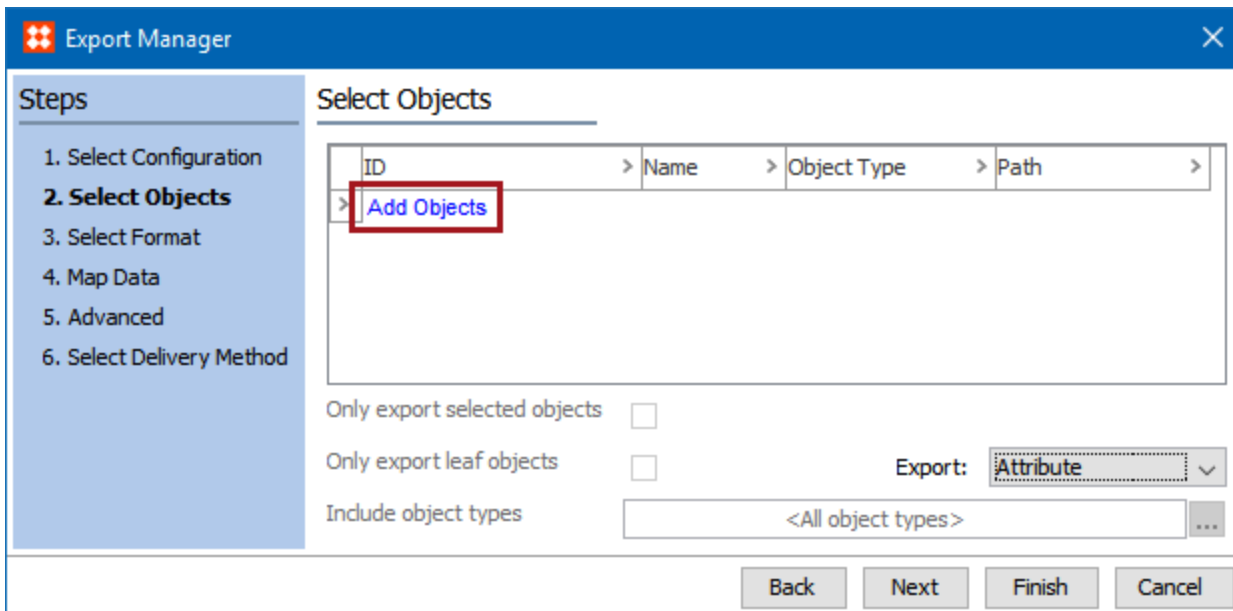 Export Manager
Steps
1. Select Configuration
2. Select Objects
3. Select Format
4. Map Data
5. Advanced
6. Select Delivery Method
Select Objects
ID > Name > Object Type > Path >
> Add Objects
Only export selected objects
Only export leaf objects
Export: Attribute
Include object types
<All object types> ...
Back Next Finish Cancel